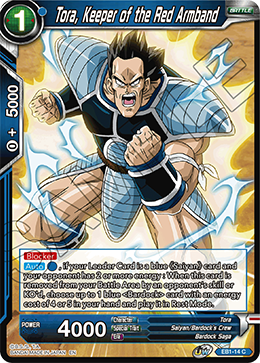 1
Tora, Keeper of the Red Armband
BATTLE
+ 5000
Blocker
Auto , if your Leader Card is a blue ‹Saiyan› card and
your opponent has 2 or more energy : When this card is
removed from your Battle Area by an opponent's skill or
KO'd, choose up to 1 blue <Bardock> card with an energy
cost of 4 or 5 in your hand and play it in Rest Mode.
POWER
4000
Character
Tora
Special Trait
Saiyan/Bardock's Crew
Era
Bardock Saga
EB1-14 C